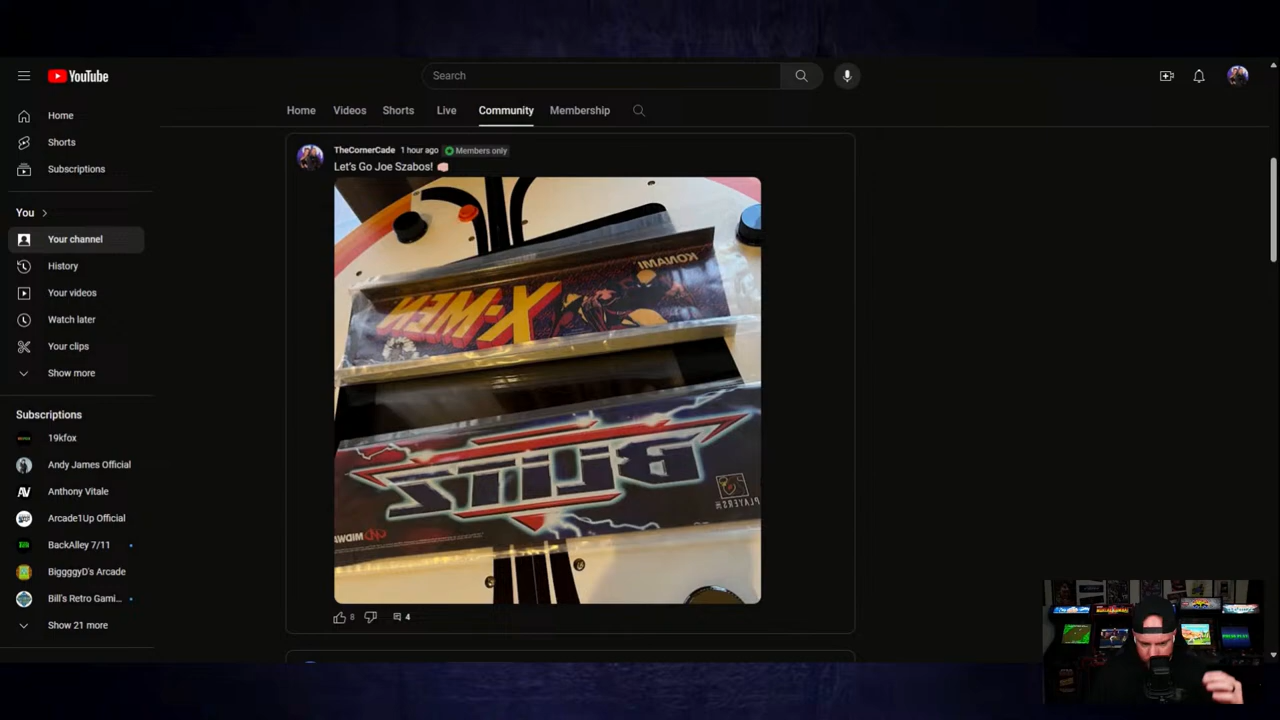 YouTube
Search
Home
Videos
Shorts
Live
Community
Membership
Home
Shorts
Subscriptions
You
Your channel
History
Your videos
Watch later
Your clips
Show more
Subscriptions
19kfox
Andy James Official
Anthony Vitale
Arcade1Up Official
BackAlley 7/11
BiggggyD's Arcade
Bill's Retro Gami...
Show 21 more
TheCornerCade 1 hour ago Members only
Let's Go Joe Szabos!
KONAMI
X-MEN
BLITZ
PLAYERS
MIDWAY
8
4